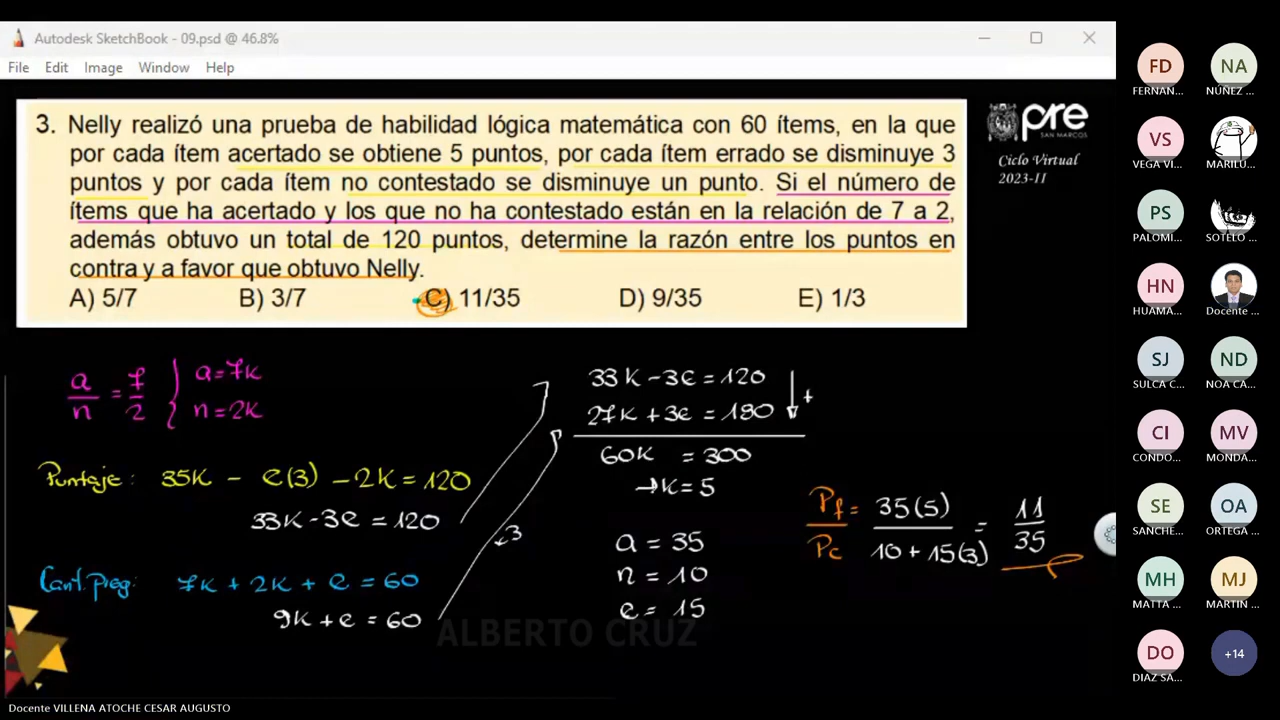 Autodesk SketchBook - 09.psd @ 46.8%
File Edit Image Window Help
3. Nelly realizó una prueba de habilidad lógica matemática con 60 ítems, en la que
por cada ítem acertado se obtiene 5 puntos, por cada ítem errado se disminuye 3
puntos y por cada ítem no contestado se disminuye un punto. Si el número de
ítems que ha acertado y los que no ha contestado están en la relación de 7 a 2,
además obtuvo un total de 120 puntos, determine la razón entre los puntos en
contra y a favor que obtuvo Nelly.
A) 5/7 B) 3/7 C) 11/35 D) 9/35 E) 1/3
pre
SAN MARCOS
Ciclo Virtual
2023-II
a/n = 7/2 } a=7k
n=2k
Puntaje: 35k - e(3) - 2k = 120
33k - 3e = 120
Cant. preg: 7k + 2k + e = 60
9k + e = 60
·3
33k - 3e = 120
27k + 3e = 180
+
60k = 300
→ k = 5
a = 35
n = 10
e = 15
Pf/Pc = 35(5)/10 + 15(3) = 11/35
ALBERTO CRUZ
Docente VILLENA ATOCHE CESAR AUGUSTO
FD NA
FERNAN... NÚÑEZ ...
VS
VEGA VI... MARILÚ...
PS
PALOMI... SOTELO ...
HN
HUAMA... Docente ...
SJ ND
SULCA C... NOA CA...
CI MV
CONDO... MONDA...
SE OA
SANCHE... ORTEGA ...
MH MJ
MATTA ... MARTIN ...
DO +14
DIAZ SA...